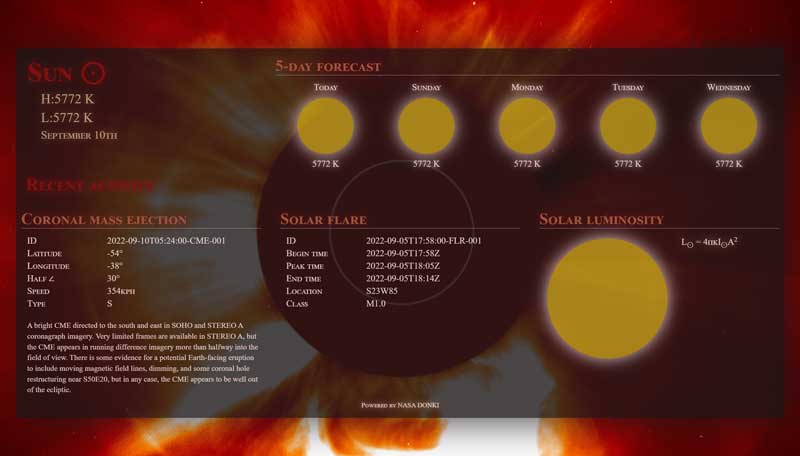 Sun ☉
H:5772 K
L:5772 K
September 10th
5-day forecast
Today Sunday Monday Tuesday Wednesday
5772 K 5772 K 5772 K 5772 K 5772 K
Recent activity
Coronal mass ejection
ID 2022-09-10T05:24:00-CME-001
Latitude -54°
Longitude -38°
Half ∠ 30°
Speed 354kph
Type S
A bright CME directed to the south and east in SOHO and STEREO A
coronagraph imagery. Very limited frames are available in STEREO A, but
the CME appears in running difference imagery more than halfway into the
field of view. There is some evidence for a potential Earth-facing eruption
to include moving magnetic field lines, dimming, and some coronal hole
restructuring near S50E20, but in any case, the CME appears to be well out
of the ecliptic.
Solar flare
ID 2022-09-05T17:58:00-FLR-001
Begin time 2022-09-05T17:58Z
Peak time 2022-09-05T18:05Z
End time 2022-09-05T18:14Z
Location S23W85
Class M1.0
Solar luminosity
L☉ = 4πkI☉A²
Powered by NASA DONKI